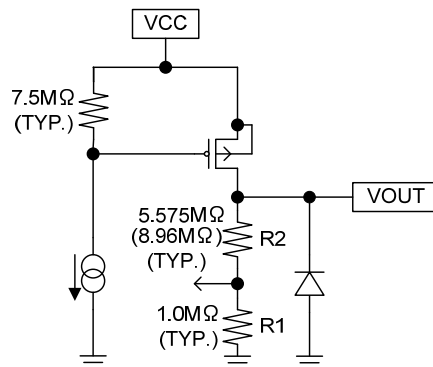 VCC
7.5MΩ
(TYP.)
VOUT
5.575MΩ
(8.96MΩ)
(TYP.)
R2
1.0MΩ
(TYP.)
R1